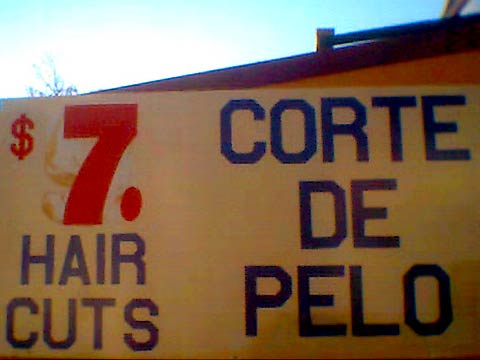 $7.
HAIR
CUTS
CORTE
DE
PELO